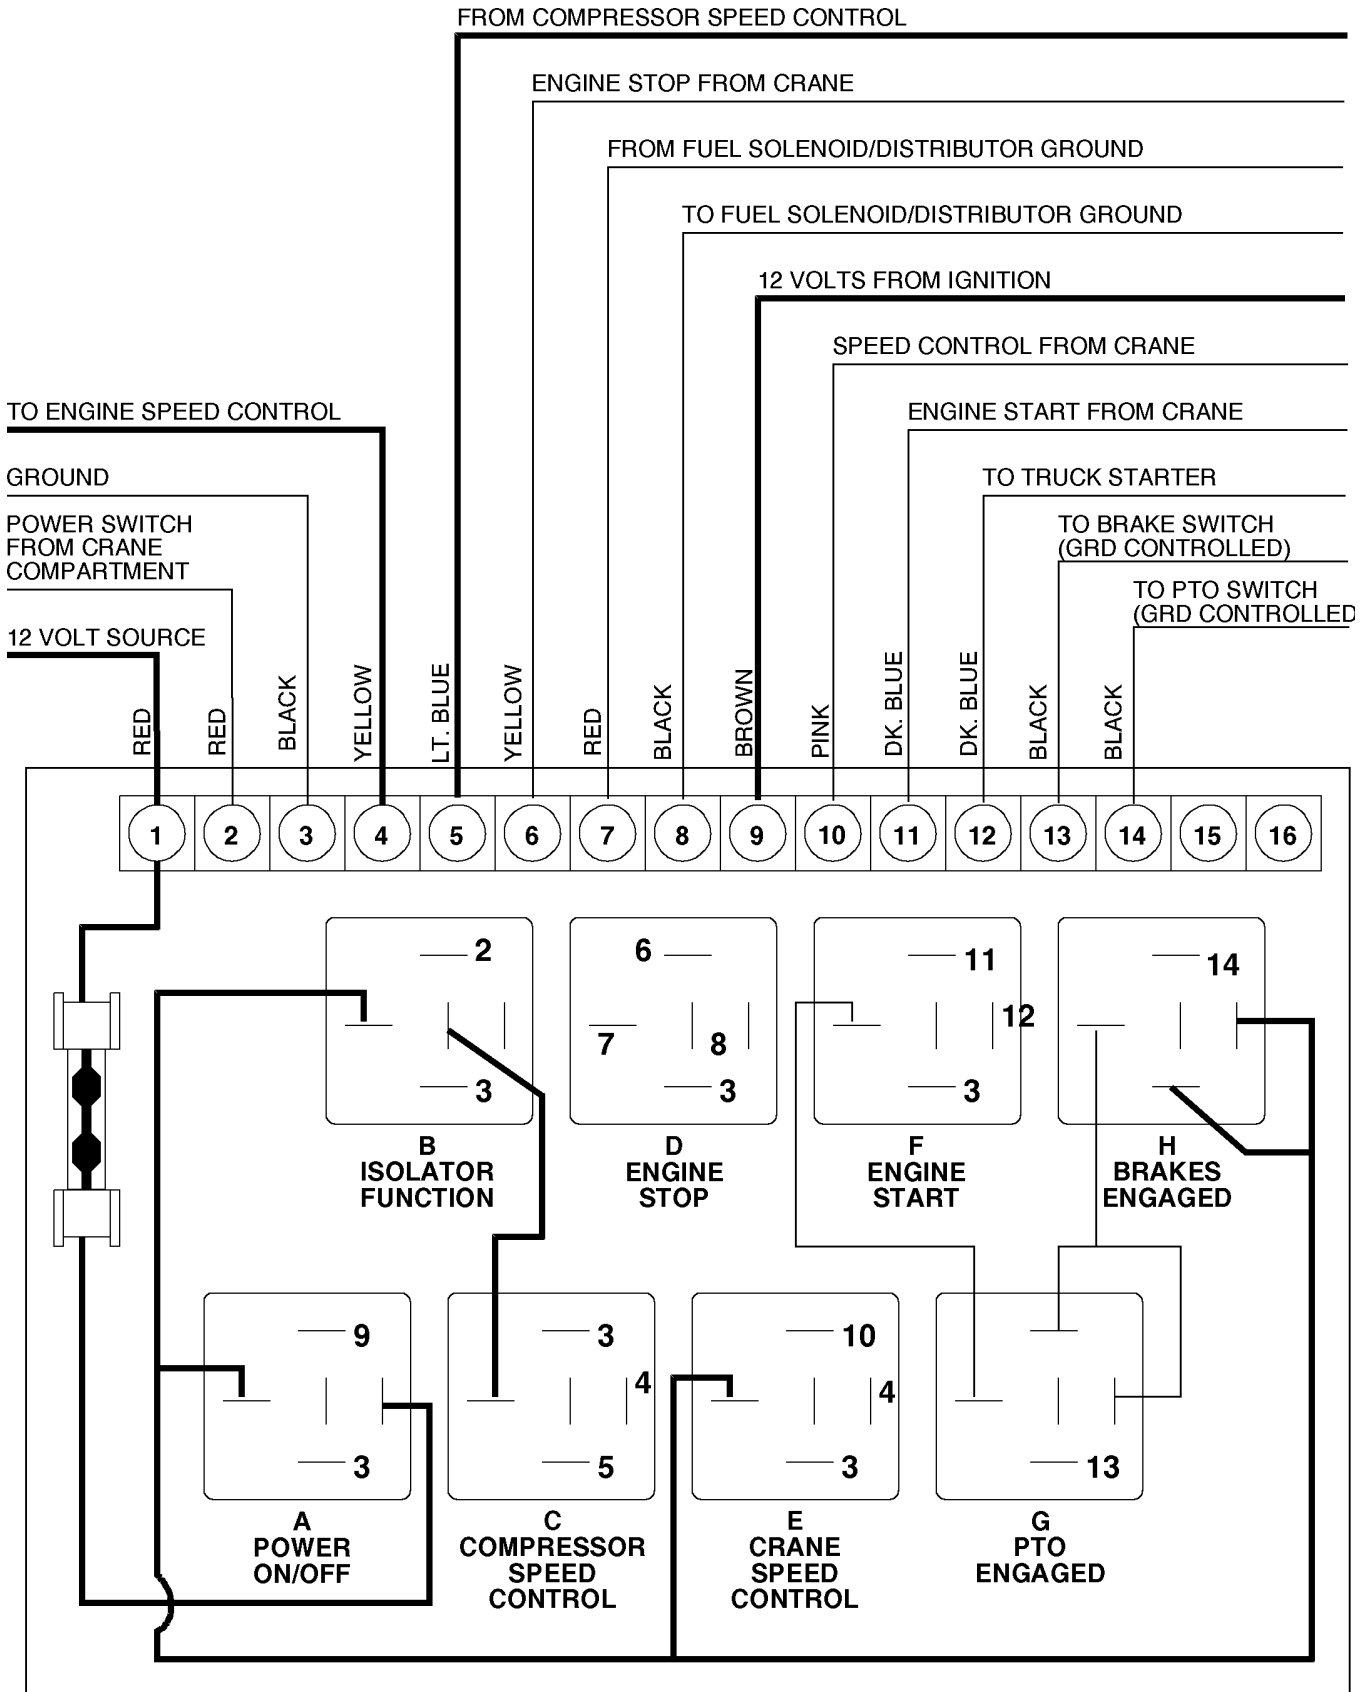 FROM COMPRESSOR SPEED CONTROL
ENGINE STOP FROM CRANE
FROM FUEL SOLENOID/DISTRIBUTOR GROUND
TO FUEL SOLENOID/DISTRIBUTOR GROUND
12 VOLTS FROM IGNITION
SPEED CONTROL FROM CRANE
TO ENGINE SPEED CONTROL
ENGINE START FROM CRANE
GROUND
TO TRUCK STARTER
POWER SWITCH
FROM CRANE
COMPARTMENT
TO BRAKE SWITCH
(GRD CONTROLLED)
TO PTO SWITCH
(GRD CONTROLLED
12 VOLT SOURCE
RED
RED
BLACK
YELLOW
LT. BLUE
YELLOW
RED
BLACK
BROWN
PINK
DK. BLUE
DK. BLUE
BLACK
BLACK
1 2 3 4 5 6 7 8 9 10 11 12 13 14 15 16
2
3
B
ISOLATOR
FUNCTION
6
7
8
3
D
ENGINE
STOP
11
12
3
F
ENGINE
START
14
H
BRAKES
ENGAGED
9
3
A
POWER
ON/OFF
3
4
5
C
COMPRESSOR
SPEED
CONTROL
10
4
3
E
CRANE
SPEED
CONTROL
13
G
PTO
ENGAGED